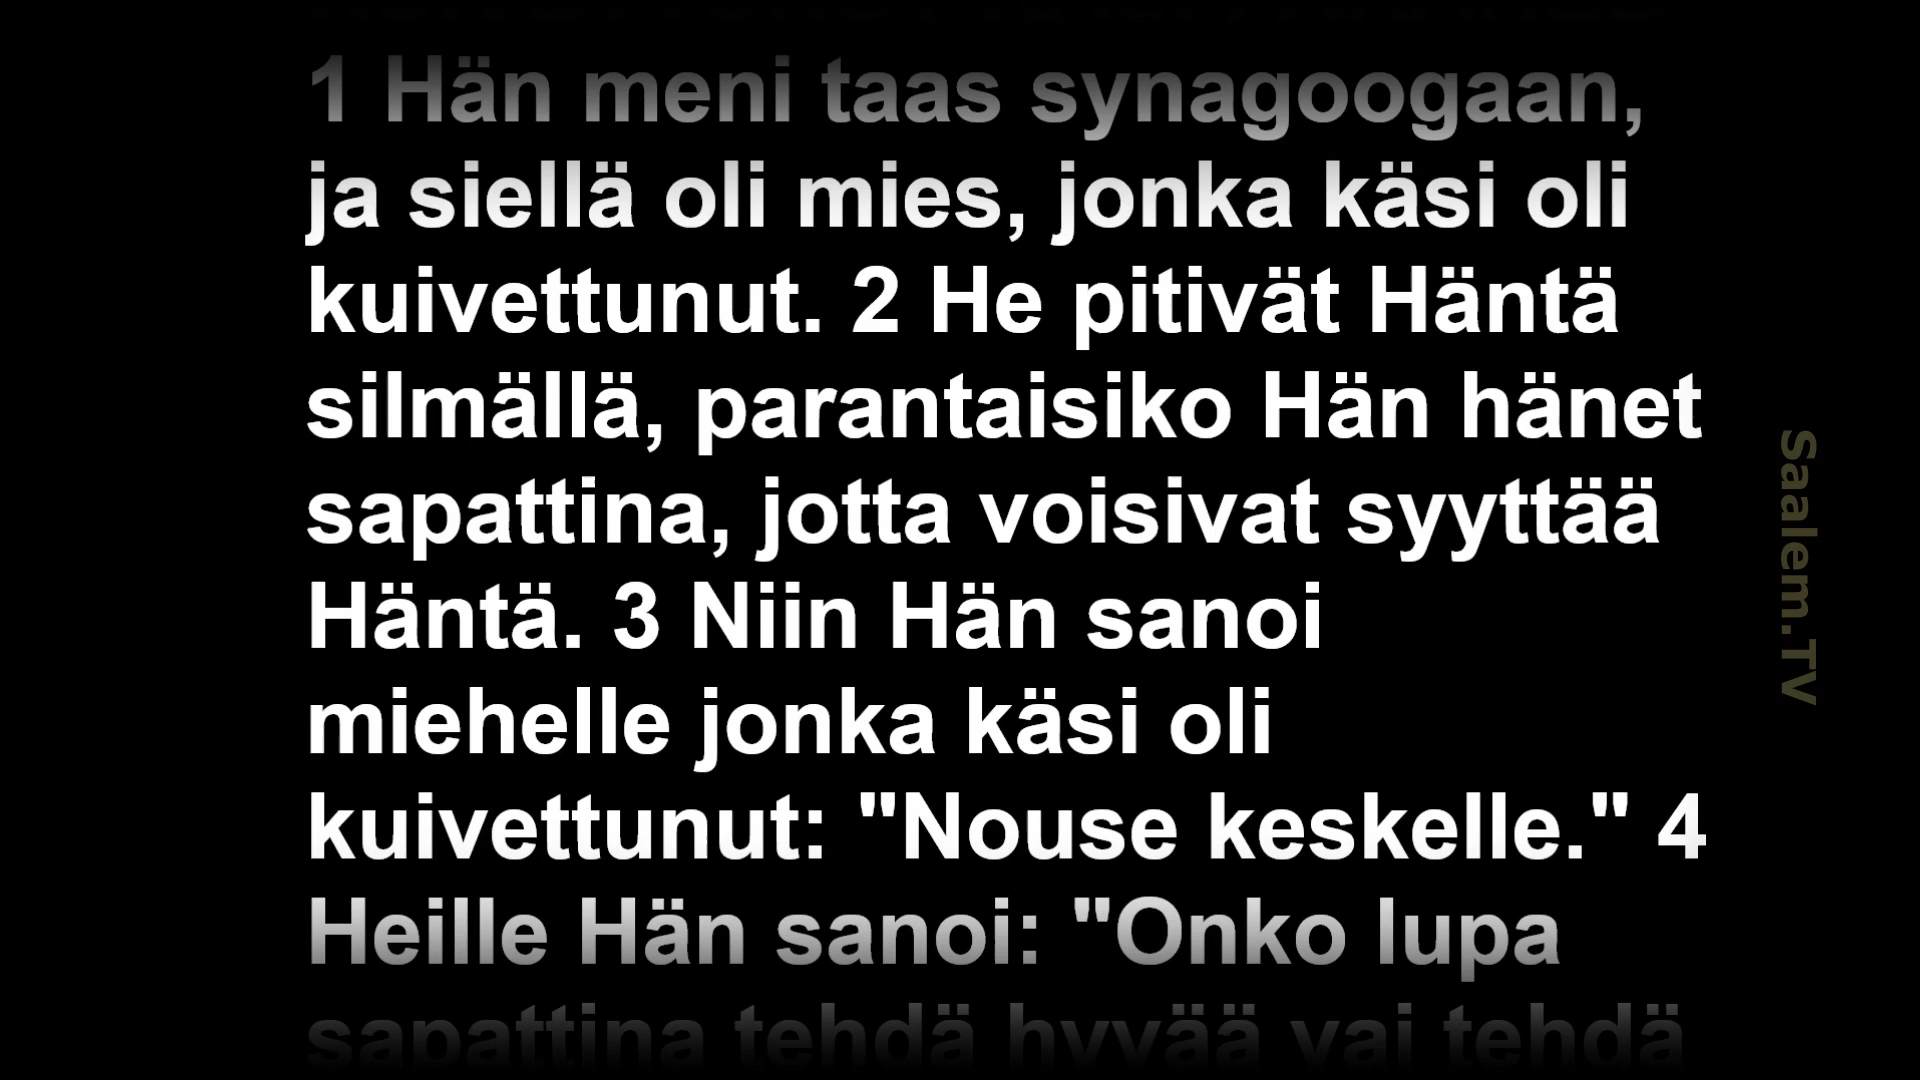 1 Hän meni taas synagoogaan,
ja siellä oli mies, jonka käsi oli
kuivettunut. 2 He pitivät Häntä
silmällä, parantaisiko Hän hänet
sapattina, jotta voisivat syyttää
Häntä. 3 Niin Hän sanoi
miehelle jonka käsi oli
kuivettunut: "Nouse keskelle." 4
Heille Hän sanoi: "Onko lupa
sapattina tehdä hyvää vai tehdä
Saalem.TV